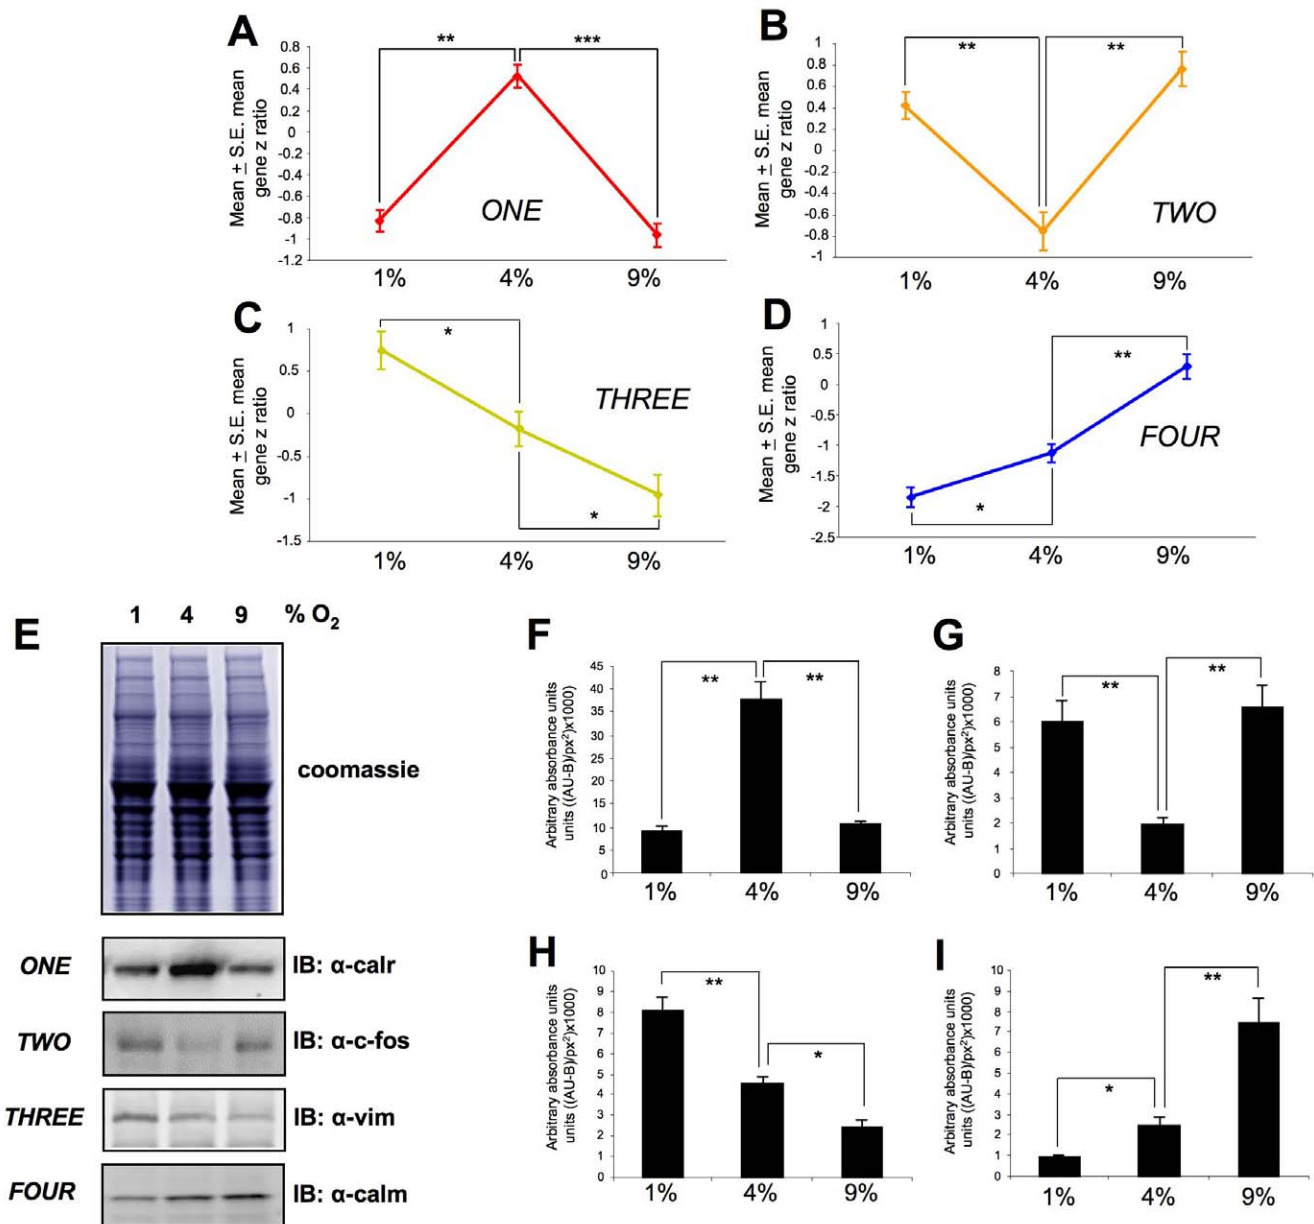 A
Mean ± S.E. mean
gene z ratio
0.8
0.6
0.4
0.2
0
-0.2
-0.4
-0.6
-0.8
-1
-1.2
**
***
ONE
1% 4% 9%
B
Mean ± S.E. mean
gene z ratio
1
0.8
0.6
0.4
0.2
0
-0.2
-0.4
-0.6
-0.8
-1
**
**
TWO
1% 4% 9%
C
Mean ± S.E. mean
gene z ratio
1
0.5
0
-0.5
-1
-1.5
*
*
THREE
1% 4% 9%
D
Mean ± S.E. mean
gene z ratio
1
0.5
0
-0.5
-1
-1.5
-2
-2.5
**
*
FOUR
1% 4% 9%
E
1 4 9 % O2
coomassie
ONE IB: α-calr
TWO IB: α-c-fos
THREE IB: α-vim
FOUR IB: α-calm
F
Arbitrary absorbance units
units ((AU-B)/px²)x1000)
45
40
35
30
25
20
15
10
5
0
**
**
1% 4% 9%
G
Arbitrary absorbance units
units ((AU-B)/px²)x1000)
8
7
6
5
4
3
2
1
0
**
**
1% 4% 9%
H
Arbitrary absorbance units
units ((AU-B)/px²)x1000)
10
9
8
7
6
5
4
3
2
1
0
**
*
1% 4% 9%
I
Arbitrary absorbance units
units ((AU-B)/px²)x1000)
10
9
8
7
6
5
4
3
2
1
0
**
*
1% 4% 9%